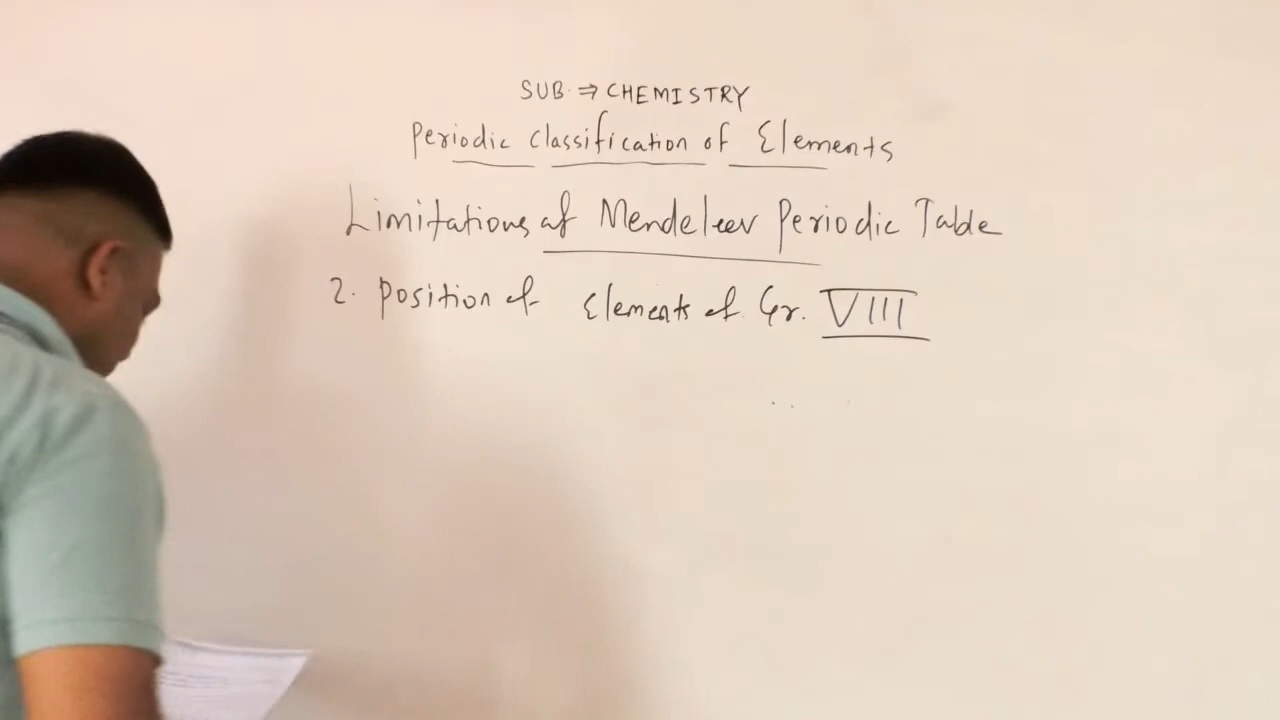 SUB. ⇒ CHEMISTRY
Periodic classification of Elements
Limitations of Mendeleev Periodic Table
2. Position of Elements of Gr. VIII